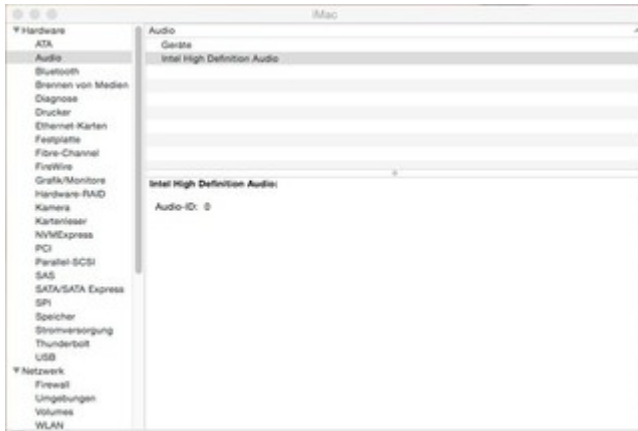 iMac
▼ Hardware
ATA
Audio
Bluetooth
Brennen von Medien
Diagnose
Drucker
Ethernet-Karten
Festplatte
Fibre-Channel
FireWire
Grafik/Monitore
Hardware-RAID
Kamera
Kartenleser
NVMExpress
PCI
Parallel-SCSI
SAS
SATA/SATA Express
SPI
Speicher
Stromversorgung
Thunderbolt
USB
▼ Netzwerk
Firewall
Umgebungen
Volumes
WLAN
Audio
Geräte
Intel High Definition Audio
Intel High Definition Audio:
Audio-ID: 0